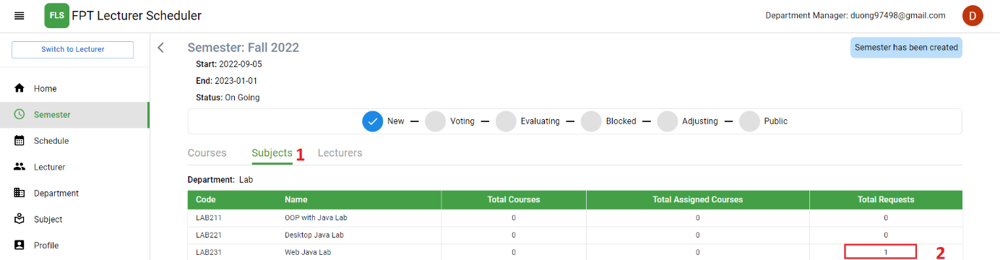 FLS FPT Lecturer Scheduler Department Manager: duong97498@gmail.com D
Switch to Lecturer
Home
Semester
Schedule
Lecturer
Department
Subject
Profile
Semester: Fall 2022 Semester has been created
Start: 2022-09-05
End: 2023-01-01
Status: On Going
New Voting Evaluating Blocked Adjusting Public
Courses Subjects 1 Lecturers
Department: Lab
Code Name Total Courses Total Assigned Courses Total Requests
LAB211 OOP with Java Lab 0 0 0
LAB221 Desktop Java Lab 0 0 0
LAB231 Web Java Lab 0 0 1 2